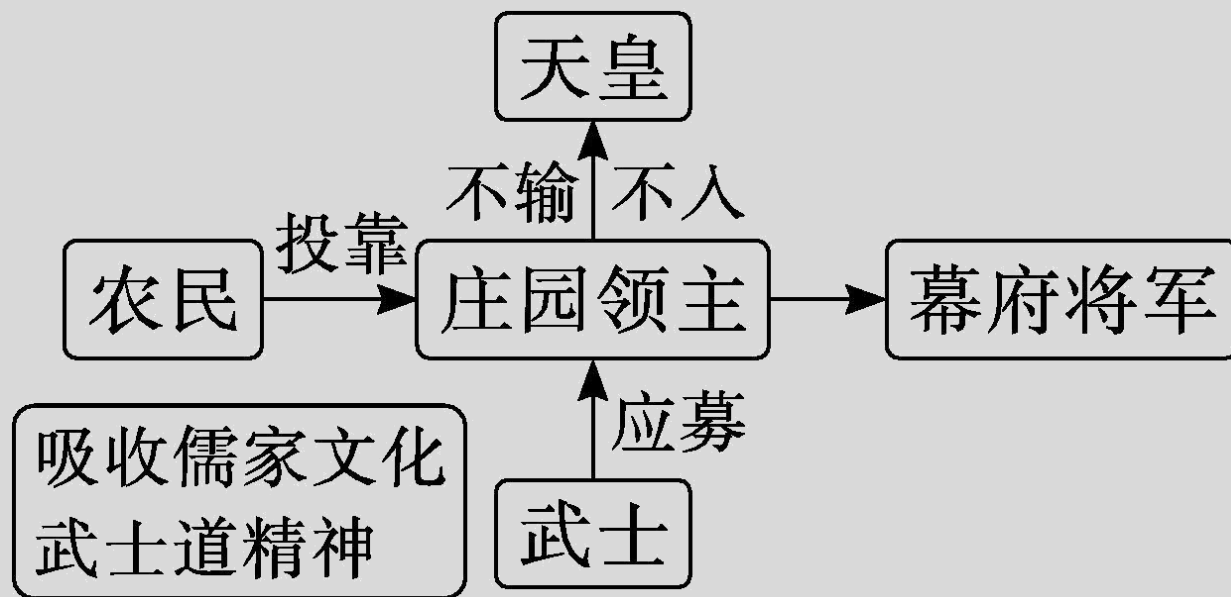 天皇
不输 不入
投靠
农民
庄园领主
幕府将军
应募
吸收儒家文化
武士道精神
武士